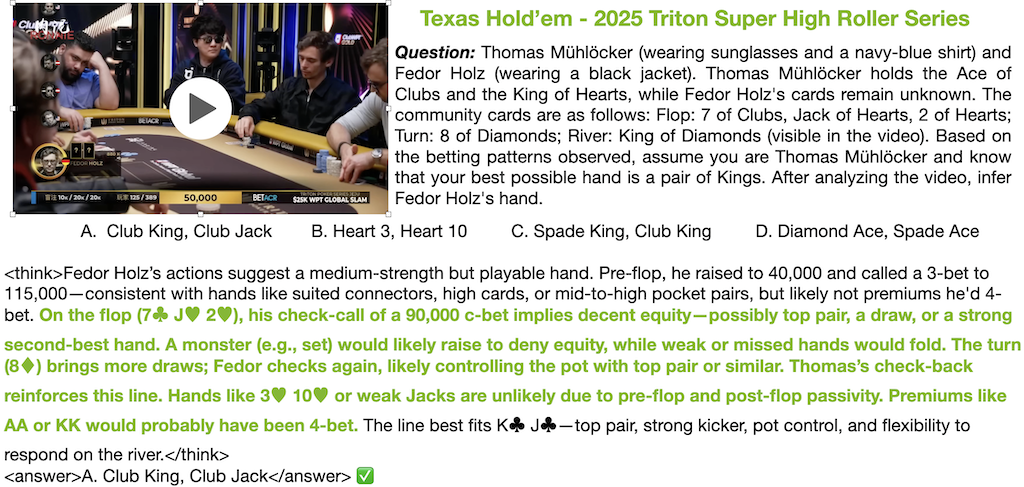 Texas Hold’em - 2025 Triton Super High Roller Series
Question: Thomas Mühlöcker (wearing sunglasses and a navy-blue shirt) and
Fedor Holz (wearing a black jacket). Thomas Mühlöcker holds the Ace of
Clubs and the King of Hearts, while Fedor Holz's cards remain unknown. The
community cards are as follows: Flop: 7 of Clubs, Jack of Hearts, 2 of Hearts;
Turn: 8 of Diamonds; River: King of Diamonds (visible in the video). Based on
the betting patterns observed, assume you are Thomas Mühlöcker and know
that your best possible hand is a pair of Kings. After analyzing the video, infer
Fedor Holz's hand.
BETACR
FEDOR HOLZ
盲注 10K / 20K / 20K 玩家 125 / 389 50,000 BETACR TRITON POKER SERIES JEJU
$25K WPT GLOBAL SLAM
A. Club King, Club Jack B. Heart 3, Heart 10 C. Spade King, Club King D. Diamond Ace, Spade Ace
<think>Fedor Holz’s actions suggest a medium-strength but playable hand. Pre-flop, he raised to 40,000 and called a 3-bet to
115,000—consistent with hands like suited connectors, high cards, or mid-to-high pocket pairs, but likely not premiums he'd 4-
bet. On the flop (7♣ J♥ 2♥), his check-call of a 90,000 c-bet implies decent equity—possibly top pair, a draw, or a strong
second-best hand. A monster (e.g., set) would likely raise to deny equity, while weak or missed hands would fold. The turn
(8♦) brings more draws; Fedor checks again, likely controlling the pot with top pair or similar. Thomas’s check-back
reinforces this line. Hands like 3♥ 10♥ or weak Jacks are unlikely due to pre-flop and post-flop passivity. Premiums like
AA or KK would probably have been 4-bet. The line best fits K♣ J♣—top pair, strong kicker, pot control, and flexibility to
respond on the river.</think>
<answer>A. Club King, Club Jack</answer> ✅